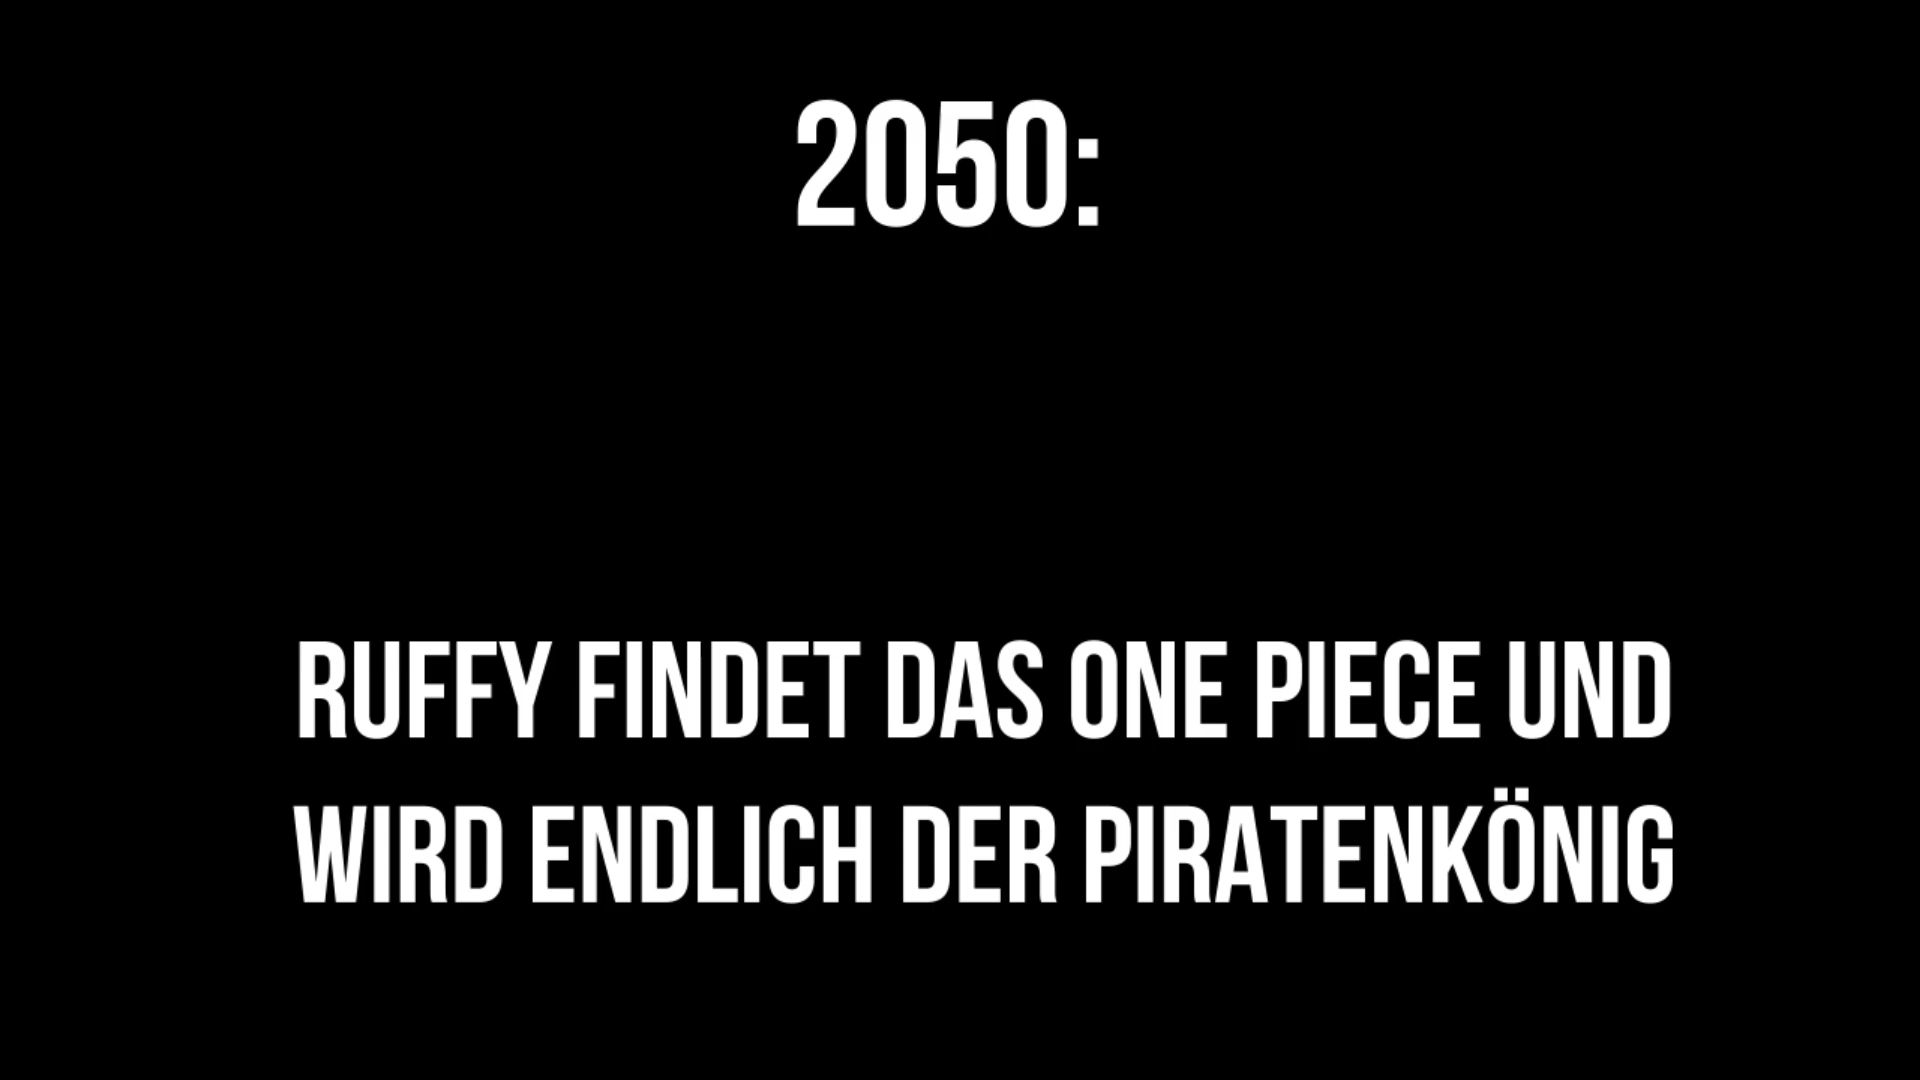 2050:
RUFFY FINDET DAS ONE PIECE UND
WIRD ENDLICH DER PIRATENKÖNIG